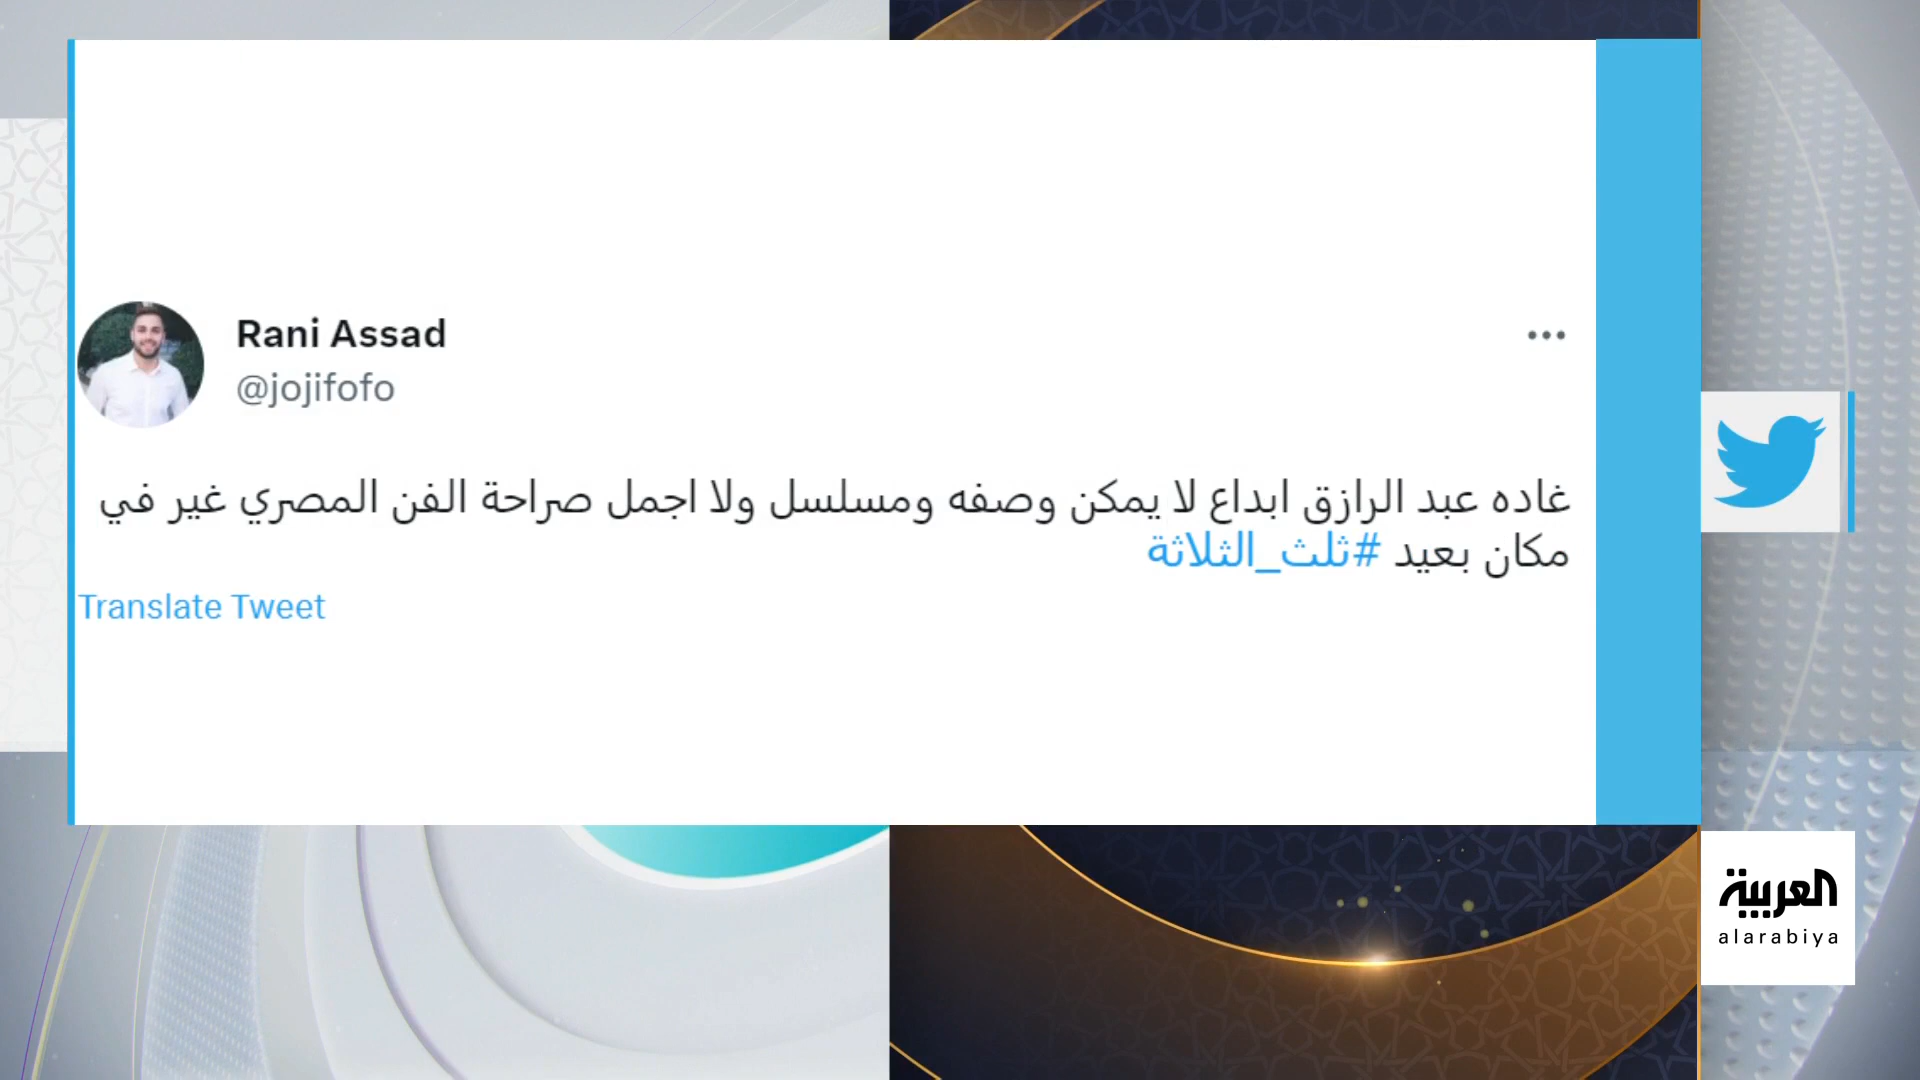 Rani Assad
@jojifofo
غاده عبد الرازق ابداع لا يمكن وصفه ومسلسل ولا اجمل صراحة الفن المصري غير في
مكان بعيد #ثلث_الثلاثة
Translate Tweet
العربية
alarabiya